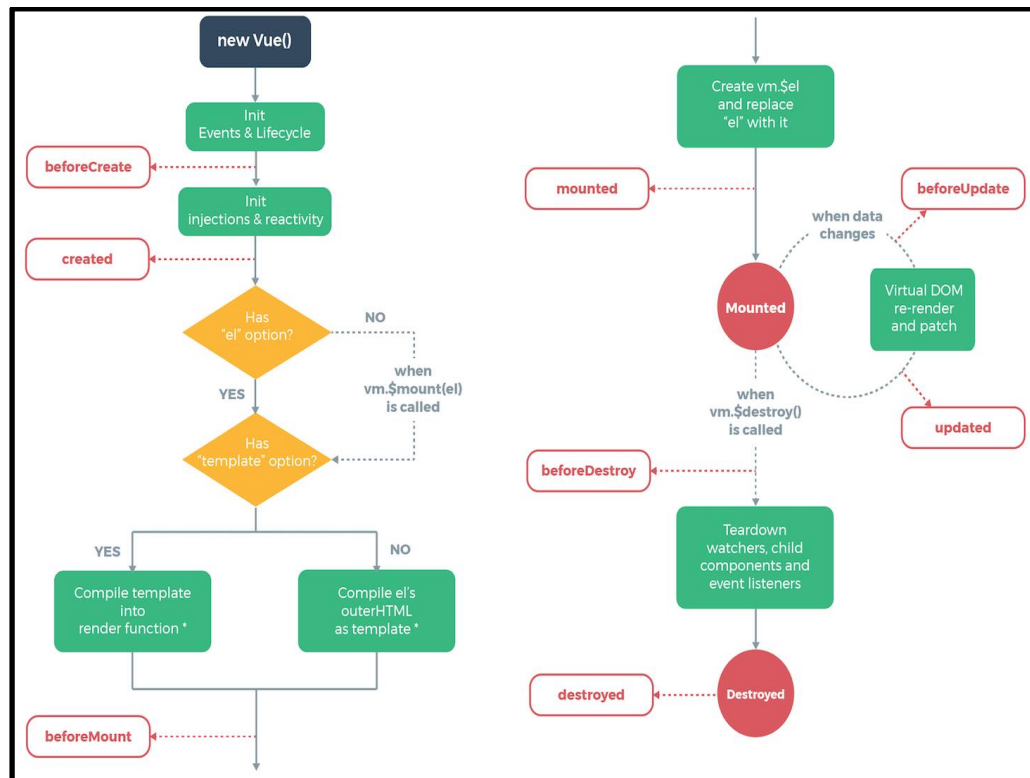 new Vue()
Init
Events & Lifecycle
beforeCreate
Init
injections & reactivity
created
Has
"el" option?
NO
when
vm.$mount(el)
is called
YES
Has
"template" option?
YES
NO
Compile template
into
render function *
Compile el's
outerHTML
as template *
beforeMount
Create vm.$el
and replace
"el" with it
mounted
beforeUpdate
when data
changes
Mounted
Virtual DOM
re-render
and patch
when
vm.$destroy()
is called
updated
beforeDestroy
Teardown
watchers, child
components and
event listeners
destroyed
Destroyed